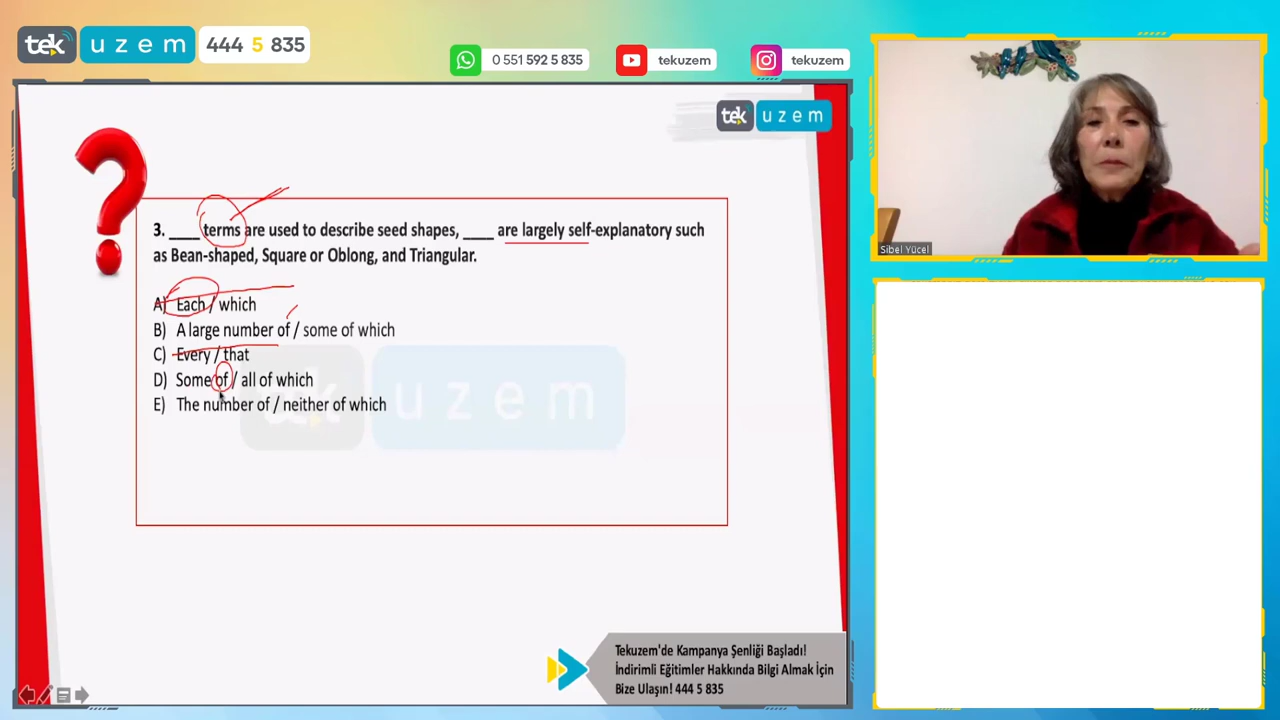 tek uzem 444 5 835
0 551 592 5 835
tekuzem
tekuzem
tek uzem
3. ____ terms are used to describe seed shapes, ____ are largely self-explanatory such
as Bean-shaped, Square or Oblong, and Triangular.
A) Each / which
B) A large number of / some of which
C) Every / that
D) Some of / all of which
E) The number of / neither of which
tek uzem
Sibel Yücel
Tekuzem'de Kampanya Şenliği Başladı!
İndirimli Eğitimler Hakkında Bilgi Almak İçin
Bize Ulaşın! 444 5 835